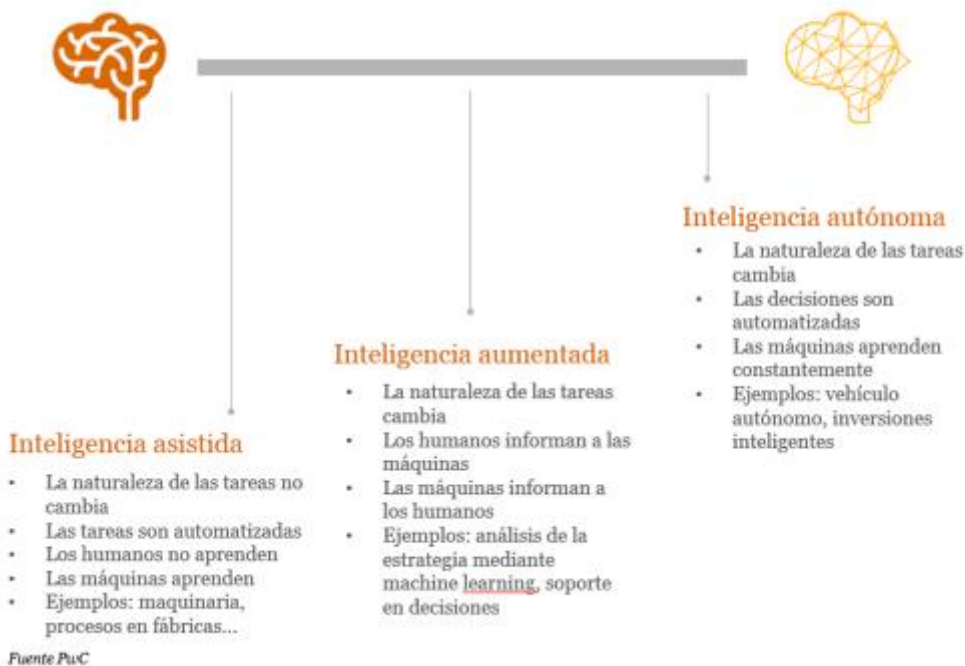 Inteligencia asistida
• La naturaleza de las tareas no
cambia
• Las tareas son automatizadas
• Los humanos no aprenden
• Las máquinas aprenden
• Ejemplos: maquinaria,
procesos en fábricas...
Inteligencia aumentada
• La naturaleza de las tareas
cambia
• Los humanos informan a las
máquinas
• Las máquinas informan a
los humanos
• Ejemplos: análisis de la
estrategia mediante
machine learning, soporte
en decisiones
Inteligencia autónoma
• La naturaleza de las tareas
cambia
• Las decisiones son
automatizadas
• Las máquinas aprenden
constantemente
• Ejemplos: vehículo
autónomo, inversiones
inteligentes
Fuente PwC